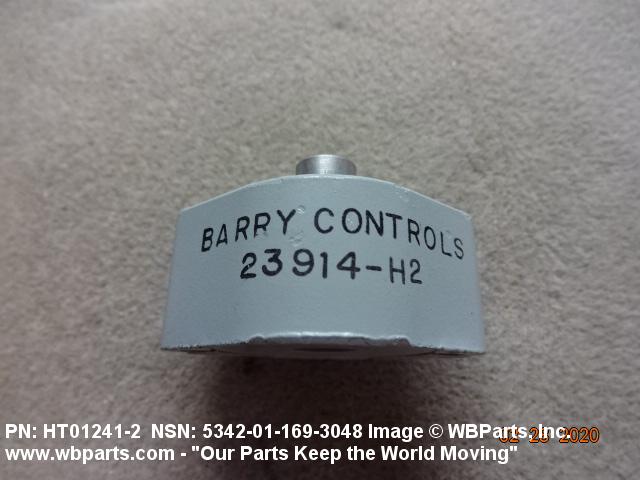 BARRY CONTROLS
23914-H2
PN: HT01241-2 NSN: 5342-01-169-3048 Image © WBParts, Inc.
02 28 2020
www.wbparts.com - "Our Parts Keep the World Moving"